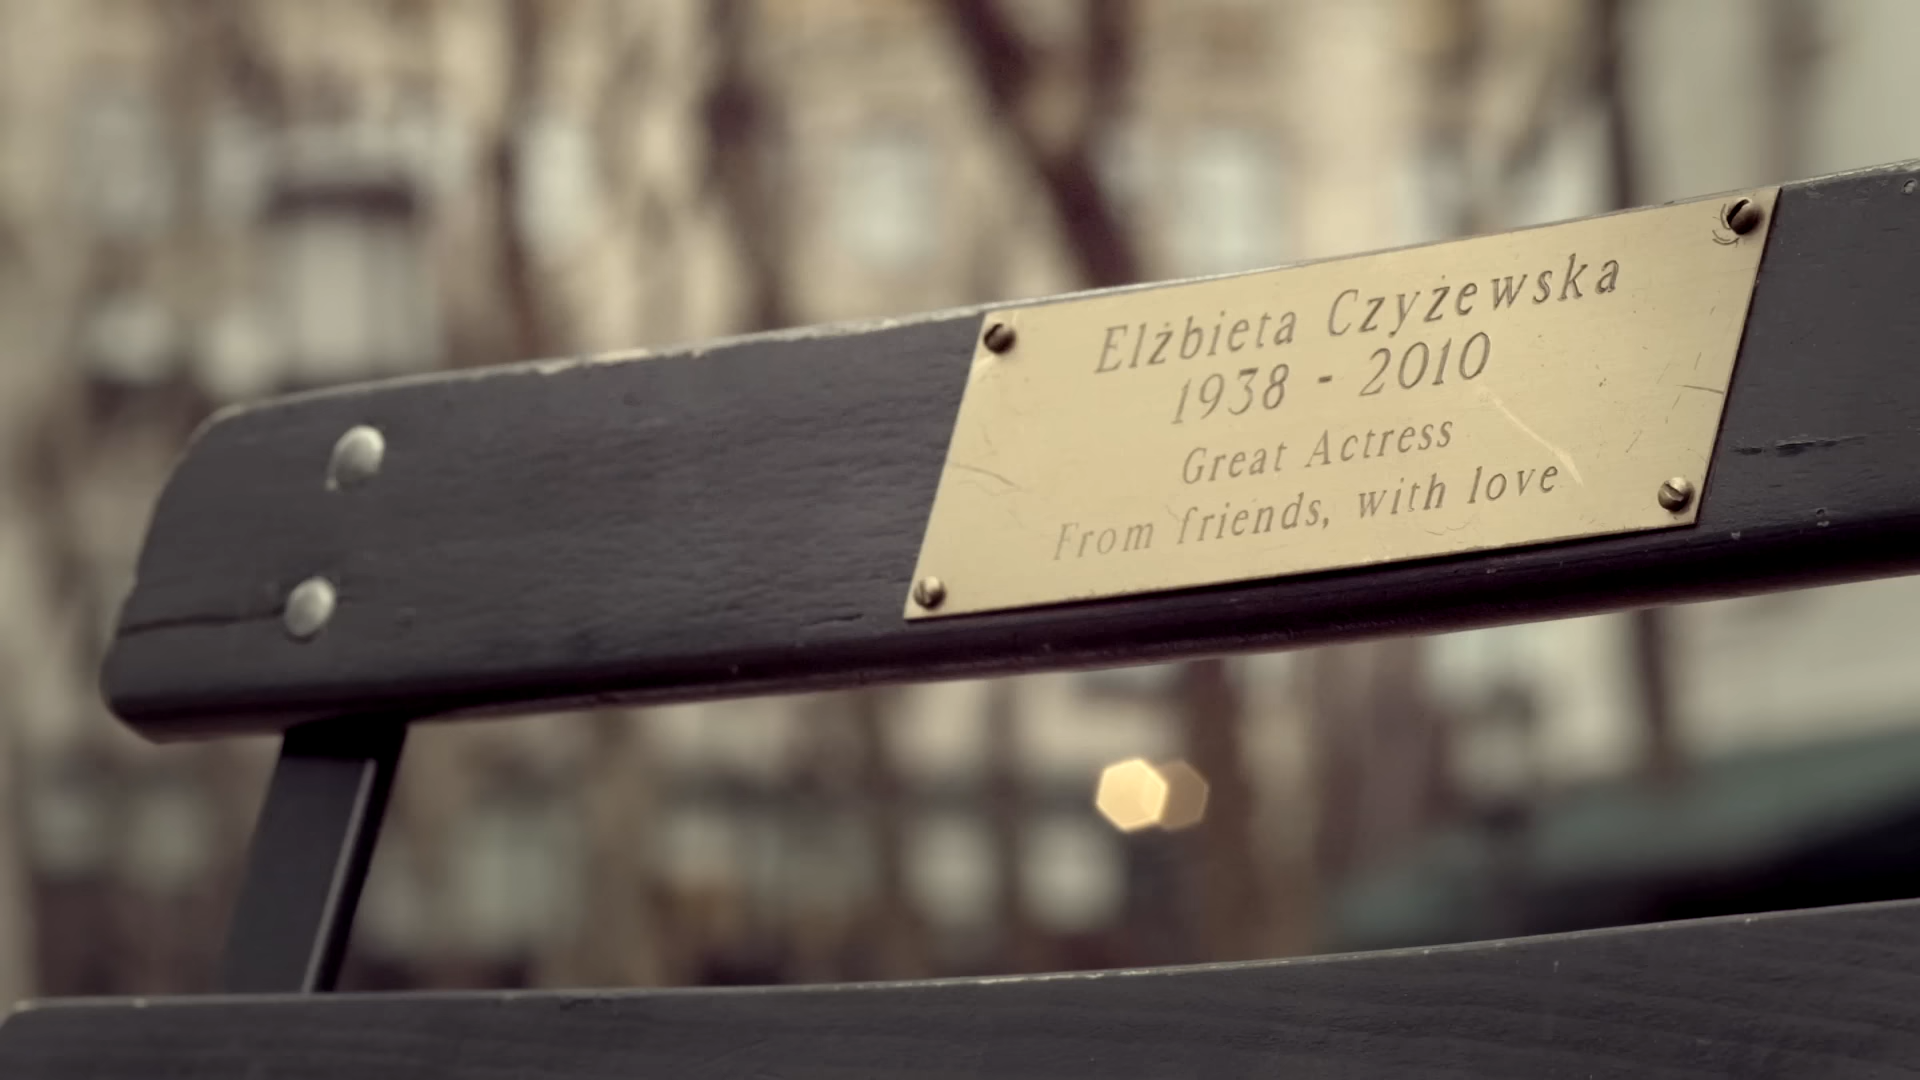 Elżbieta Czyżewska
1938 - 2010
Great Actress
From friends, with love